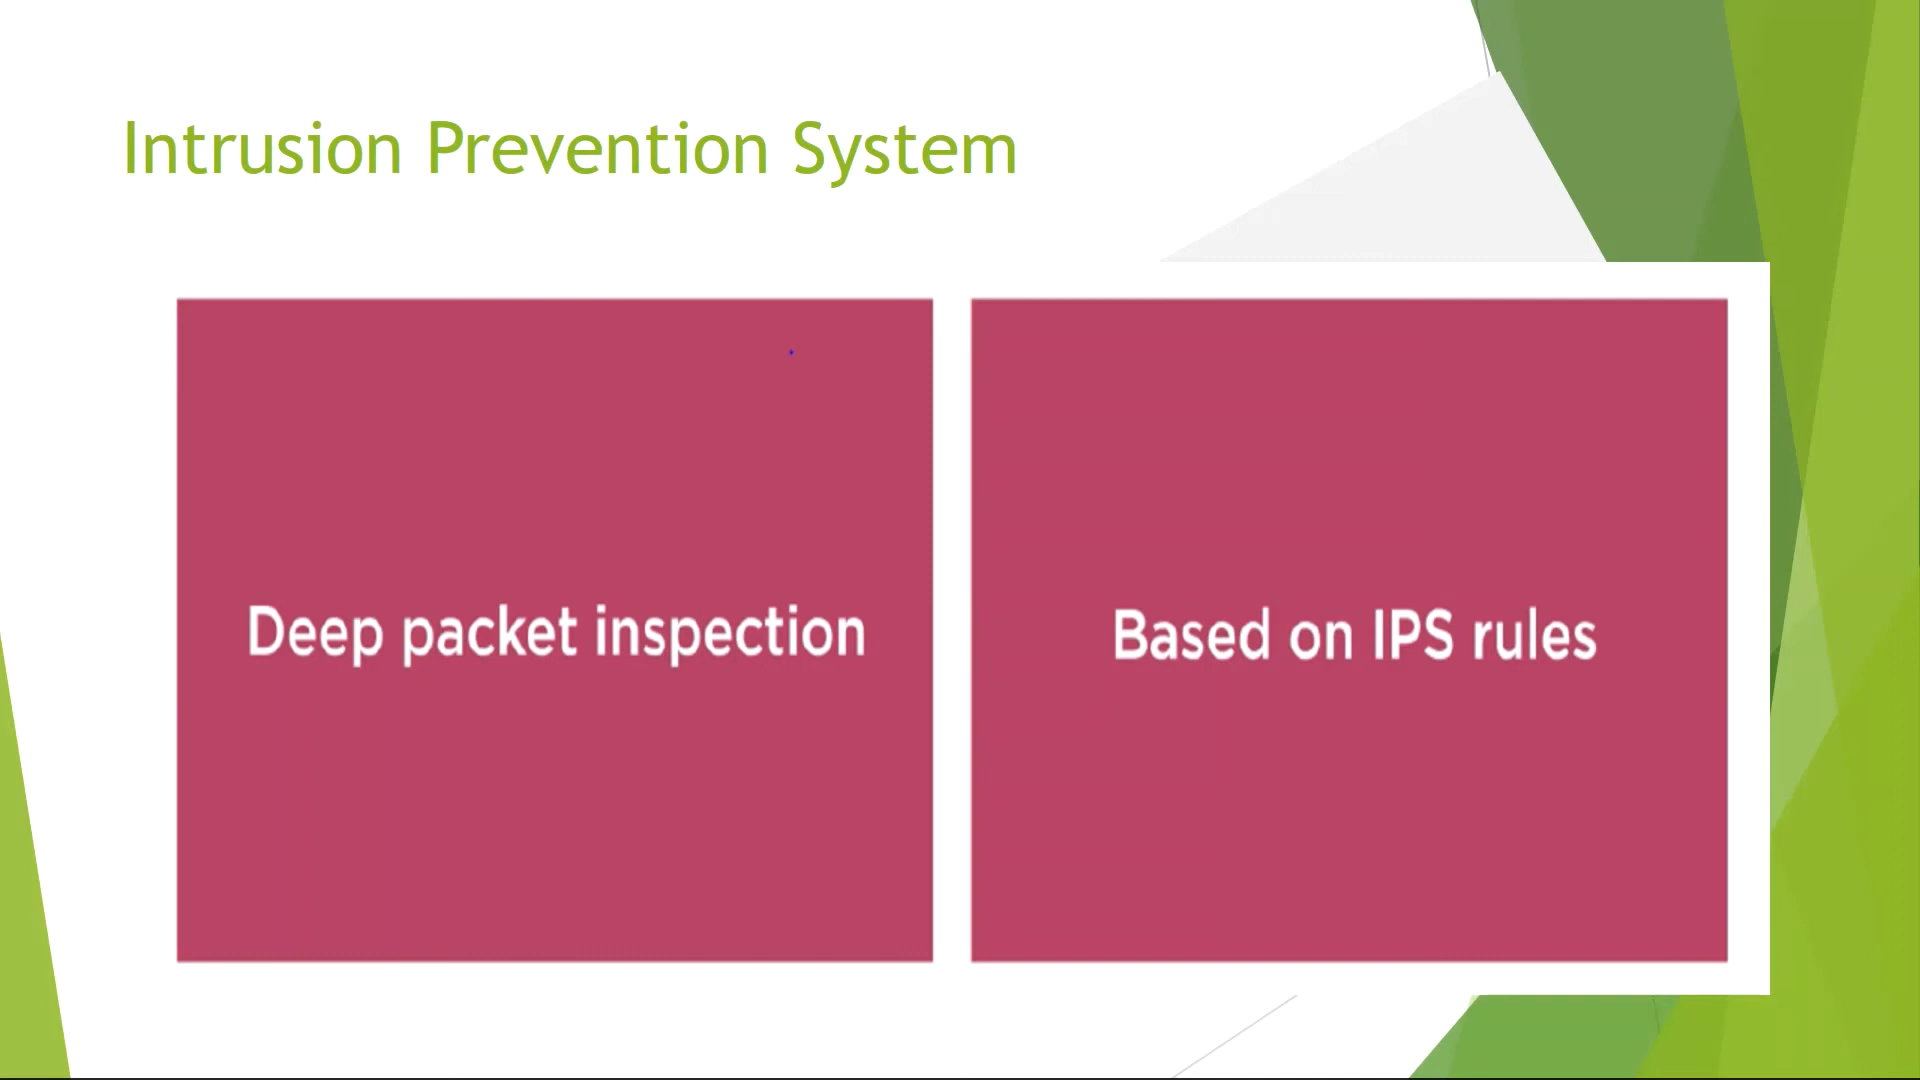 Intrusion Prevention System
Deep packet inspection
Based on IPS rules